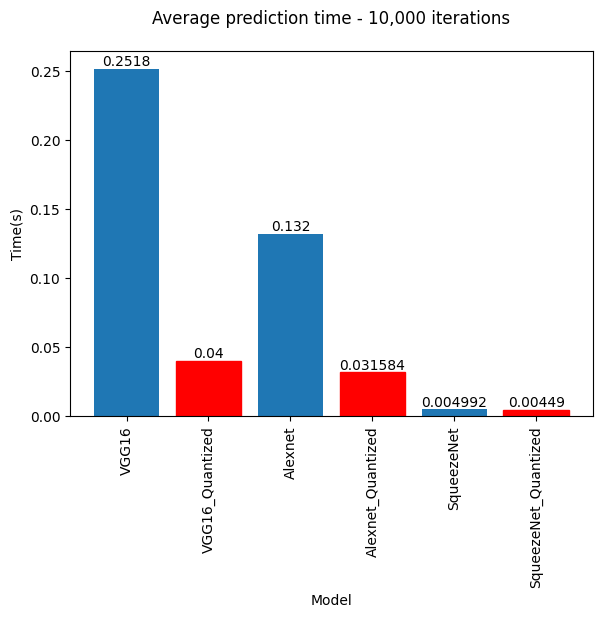 Average prediction time - 10,000 iterations
0.25
0.20
0.15
0.10
0.05
0.00
Time(s)
0.2518
0.04
0.132
0.031584
0.004992
0.00449
VGG16
VGG16_Quantized
Alexnet
Alexnet_Quantized
SqueezeNet
SqueezeNet_Quantized
Model